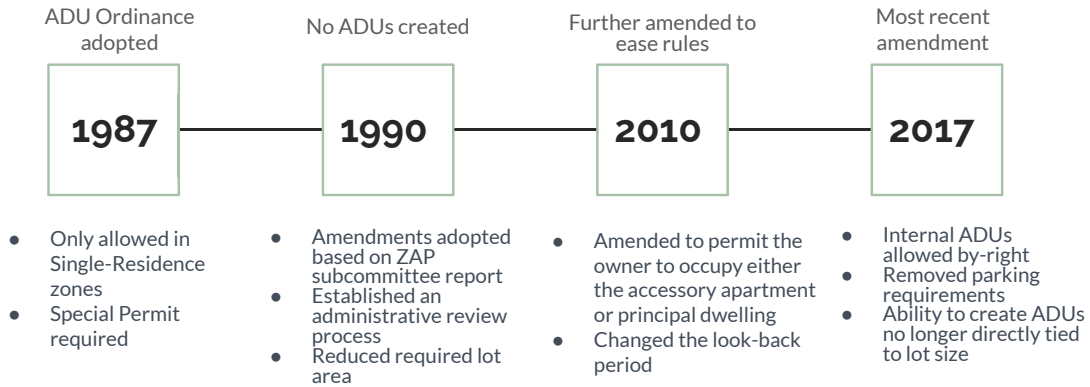 ADU Ordinance
adopted
No ADUs created
Further amended to
ease rules
Most recent
amendment
1987
1990
2010
2017
● Only allowed in
Single-Residence
zones
● Special Permit
required
● Amendments adopted
based on ZAP
subcommittee report
● Established an
administrative review
process
● Reduced required lot
area
● Amended to permit the
owner to occupy either
the accessory apartment
or principal dwelling
● Changed the look-back
period
● Internal ADUs
allowed by-right
● Removed parking
requirements
● Ability to create ADUs
no longer directly tied
to lot size